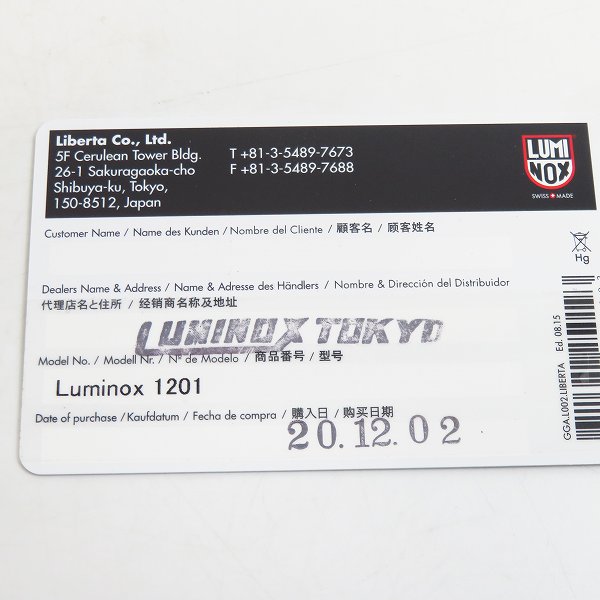 Liberta Co., Ltd.
5F Cerulean Tower Bldg.
26-1 Sakuragaoka-cho
Shibuya-ku, Tokyo,
150-8512, Japan
T +81-3-5489-7673
F +81-3-5489-7688
LUMI
NOX
SWISS MADE
Customer Name / Name des Kunden / Nombre del Cliente / 顧客名 / 顾客姓名
Dealers Name & Address / Name & Adresse des Händlers / Nombre & Dirección del Distribuidor
代理店名と住所 / 经销商名称及地址
LUMINOX TOKYO
Model No. / Modell Nr. / N° de Modelo / 商品番号 / 型号
Luminox 1201
Date of purchase / Kaufdatum / Fecha de compra / 購入日 / 购买日期
20.12.02
Hg
GGA.L002.LIBERTA Ed. 08.15